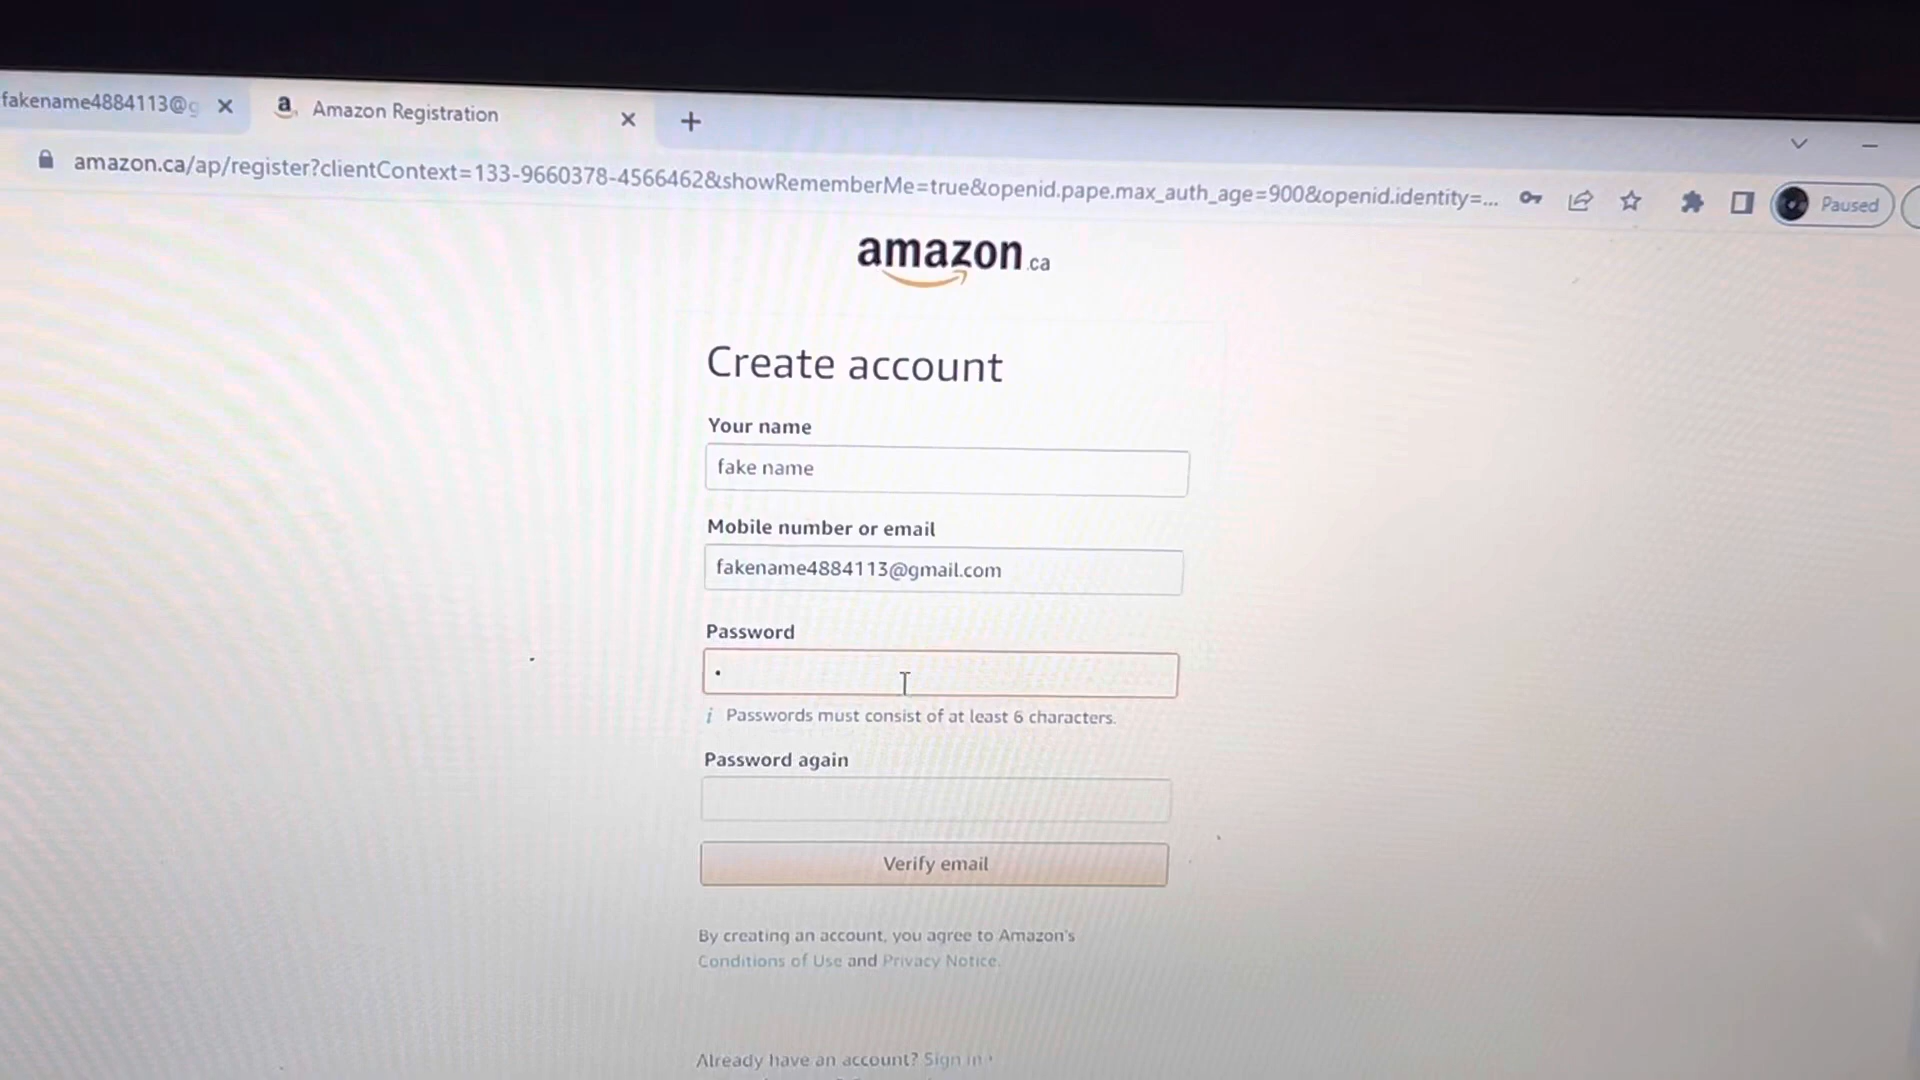 fakename4884113@g
Amazon Registration
amazon.ca/ap/register?clientContext=133-9660378-4566462&showRememberMe=true&openid.pape.max_auth_age=900&openid.identity=...
Paused
amazon.ca
Create account
Your name
fake name
Mobile number or email
fakename4884113@gmail.com
Password
•
i Passwords must consist of at least 6 characters.
Password again
Verify email
By creating an account, you agree to Amazon's
Conditions of Use and Privacy Notice.
Already have an account? Sign in